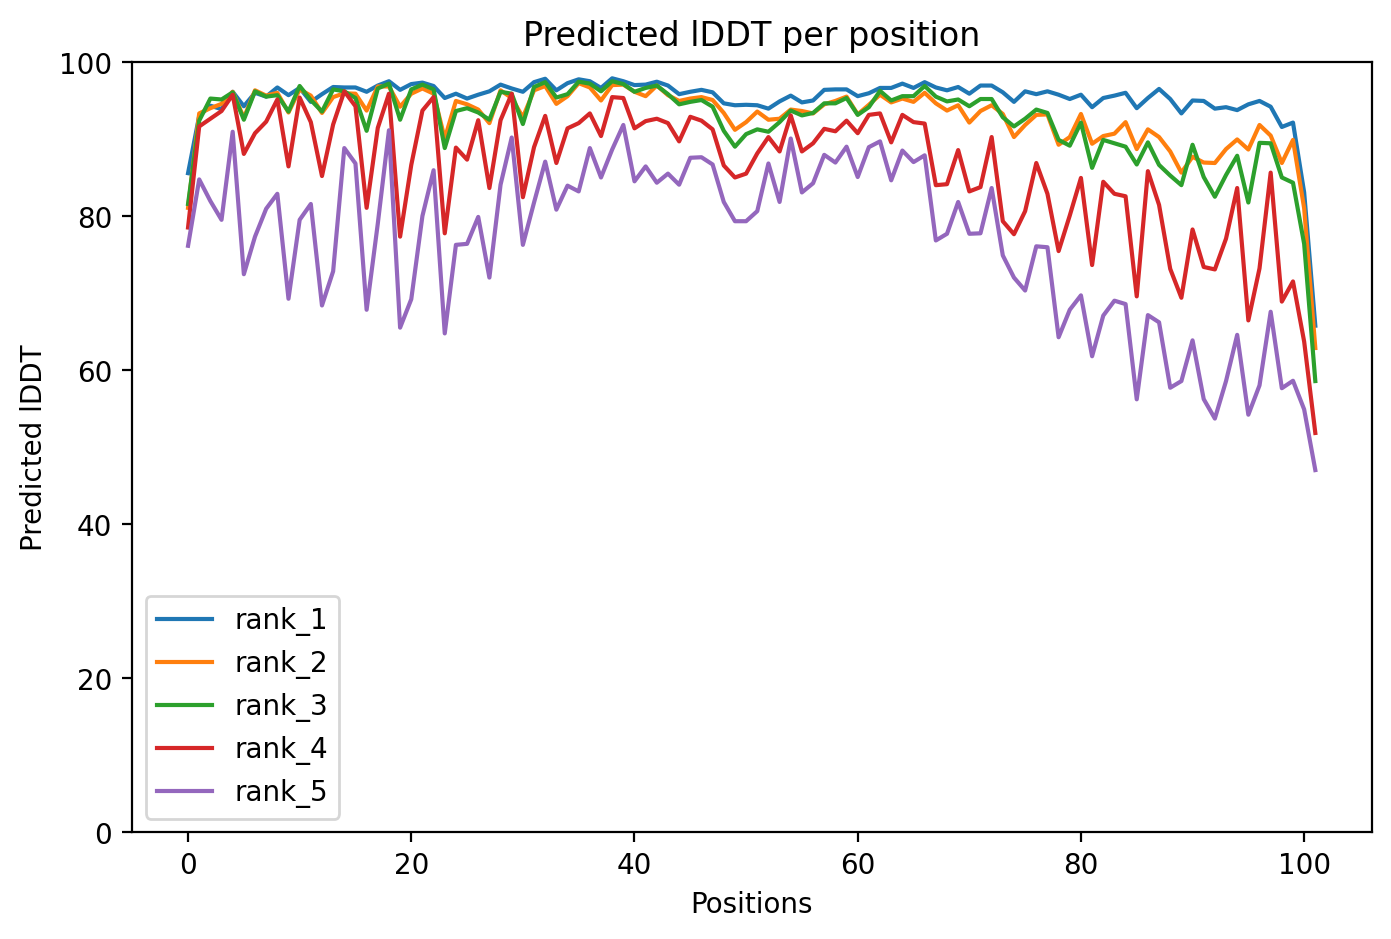 Predicted lDDT per position
100
80
60
40
20
0
Predicted lDDT
rank_1
rank_2
rank_3
rank_4
rank_5
0 20 40 60 80 100
Positions